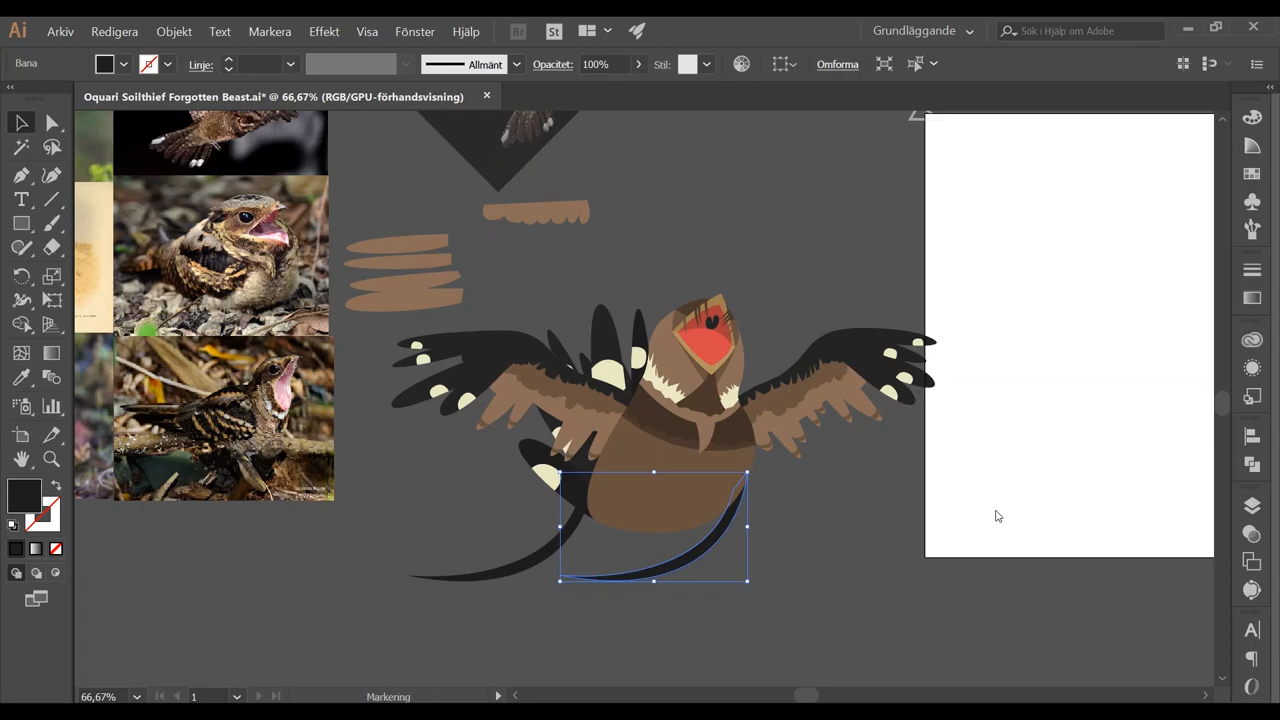 Ai Arkiv Redigera Objekt Text Markera Effekt Visa Fönster Hjälp Br St Grundläggande Sök i Hjälp om Adobe
Bana Linje: Allmänt Opacitet: 100% Stil: Omforma
Oquari Soilthief Forgotten Beast.ai* @ 66,67% (RGB/GPU-förhandsvisning)
66,67% 1 Markering